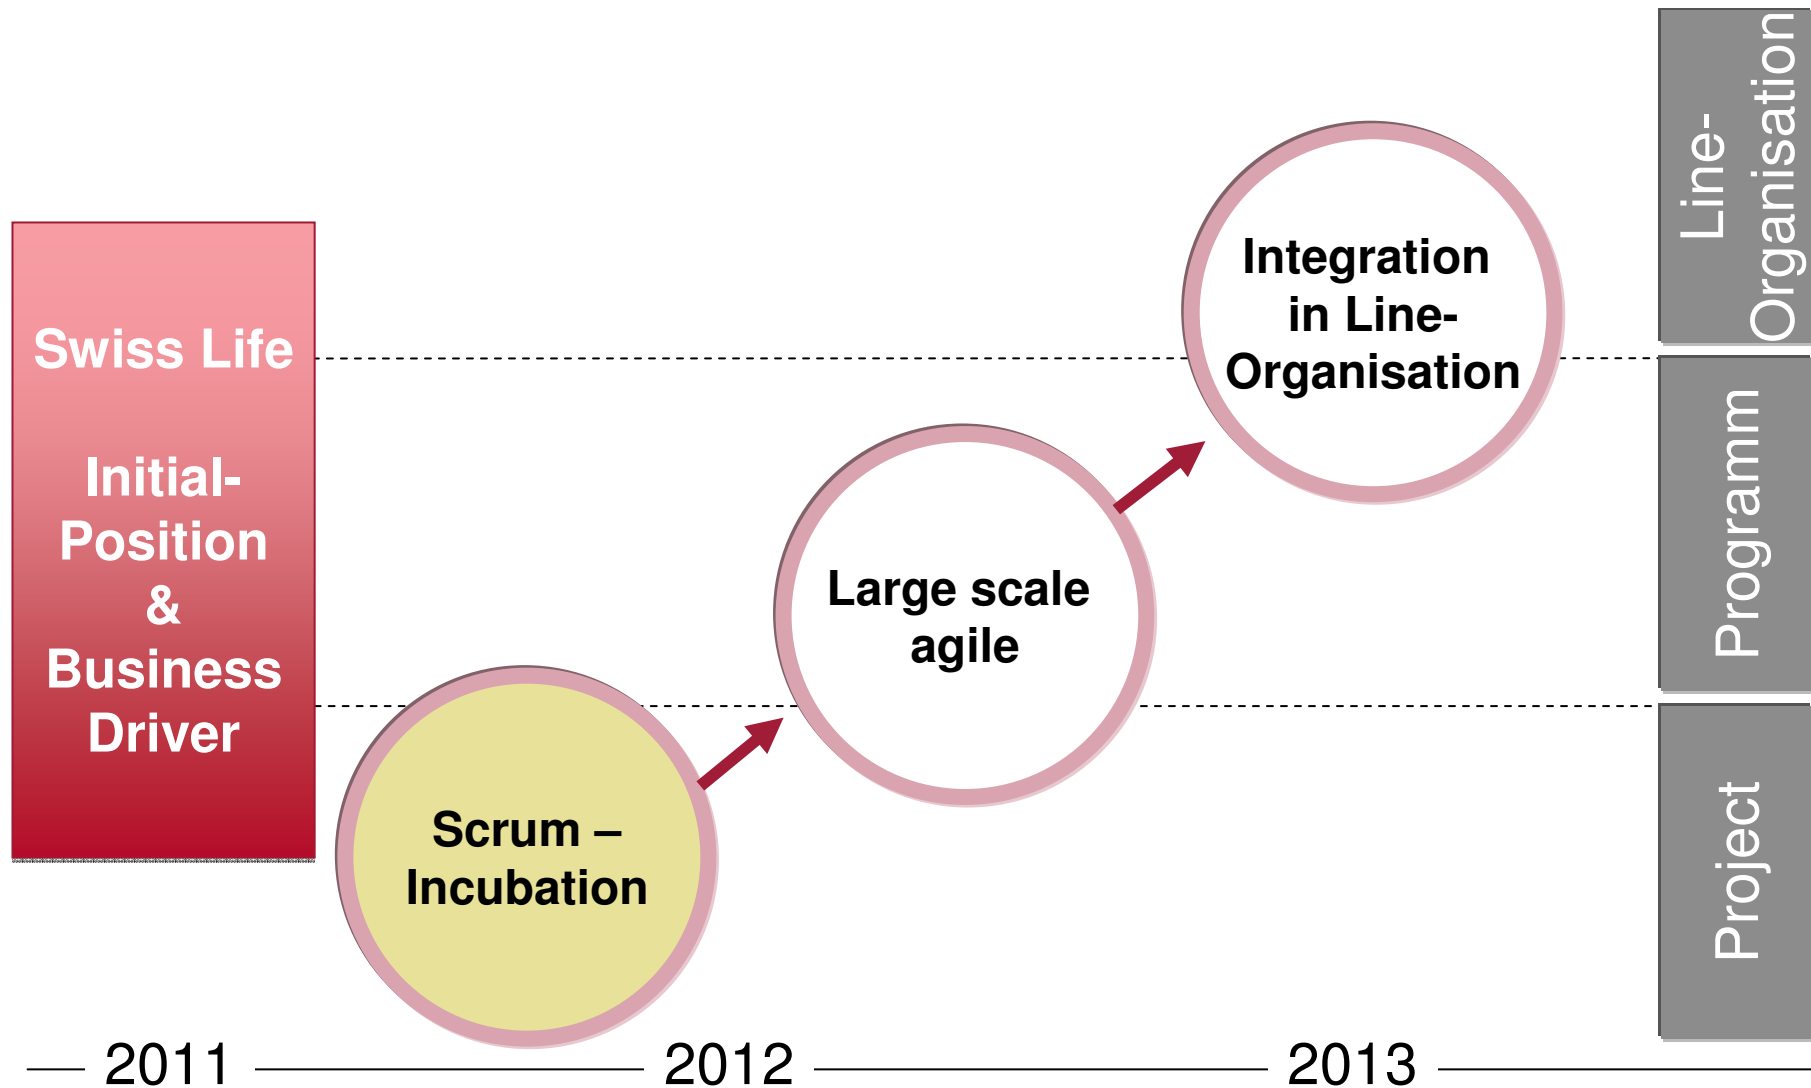 Swiss Life
Initial-
Position
&
Business
Driver
Scrum –
Incubation
Large scale
agile
Integration
in Line-
Organisation
Line-
Organisation
Programm
Project
2011
2012
2013